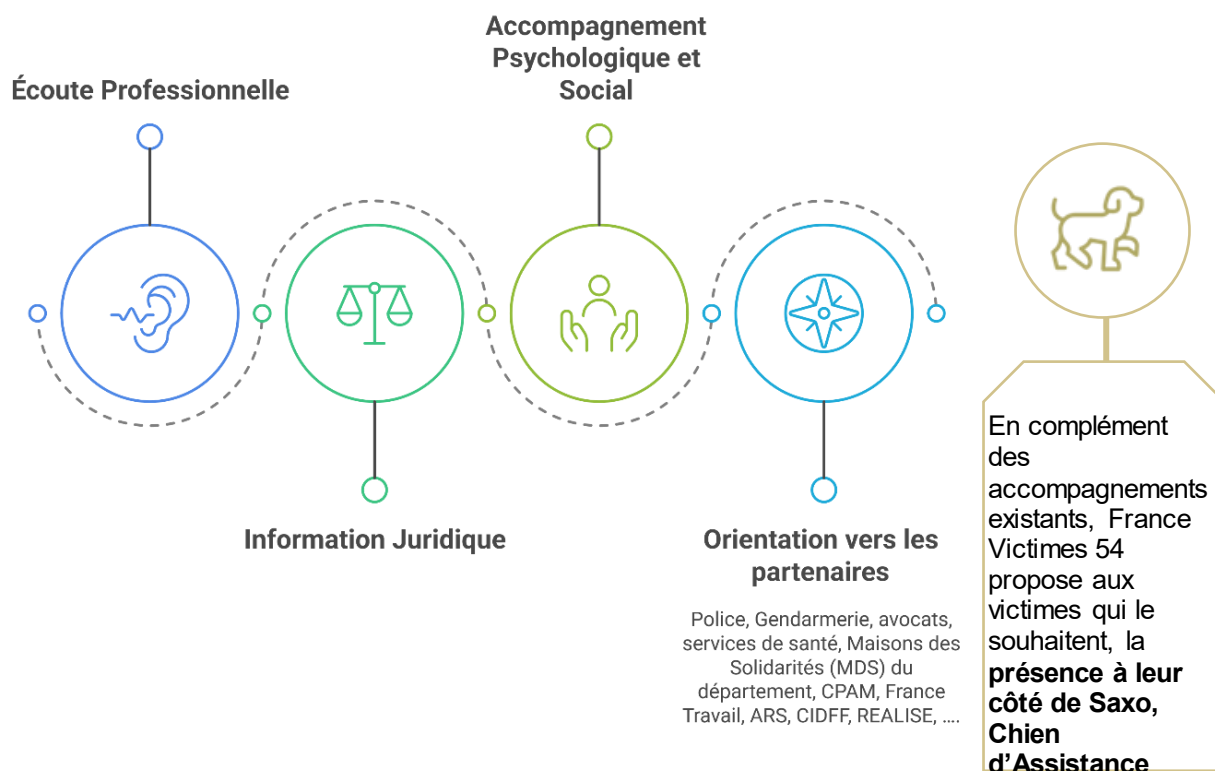 Écoute Professionnelle
Accompagnement
Psychologique et
Social
Information Juridique
Orientation vers les
partenaires
Police, Gendarmerie, avocats,
services de santé, Maisons des
Solidarités (MDS) du
département, CPAM, France
Travail, ARS, CIDFF, REALISE, ....
En complément
des
accompagnements
existants, France
Victimes 54
propose aux
victimes qui le
souhaitent, la
présence à leur
côté de Saxo,
Chien
d’Assistance